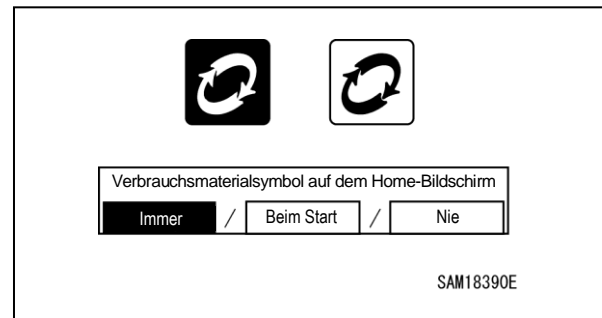 Verbrauchsmaterialsymbol auf dem Home-Bildschirm
Immer / Beim Start / Nie
SAM18390E